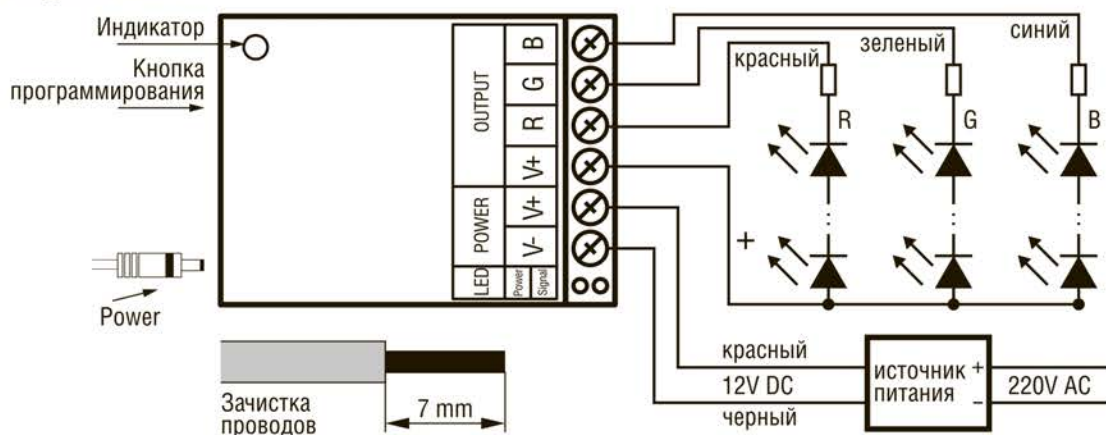 Индикатор
Кнопка
программирования
Power
OUTPUT
POWER
LED
B
G
R
V+
V+
V-
Power
Signal
красный
зеленый
синий
R
G
B
+
Зачистка
проводов
7 mm
красный
12V DC
черный
источник +
питания –
220V AC